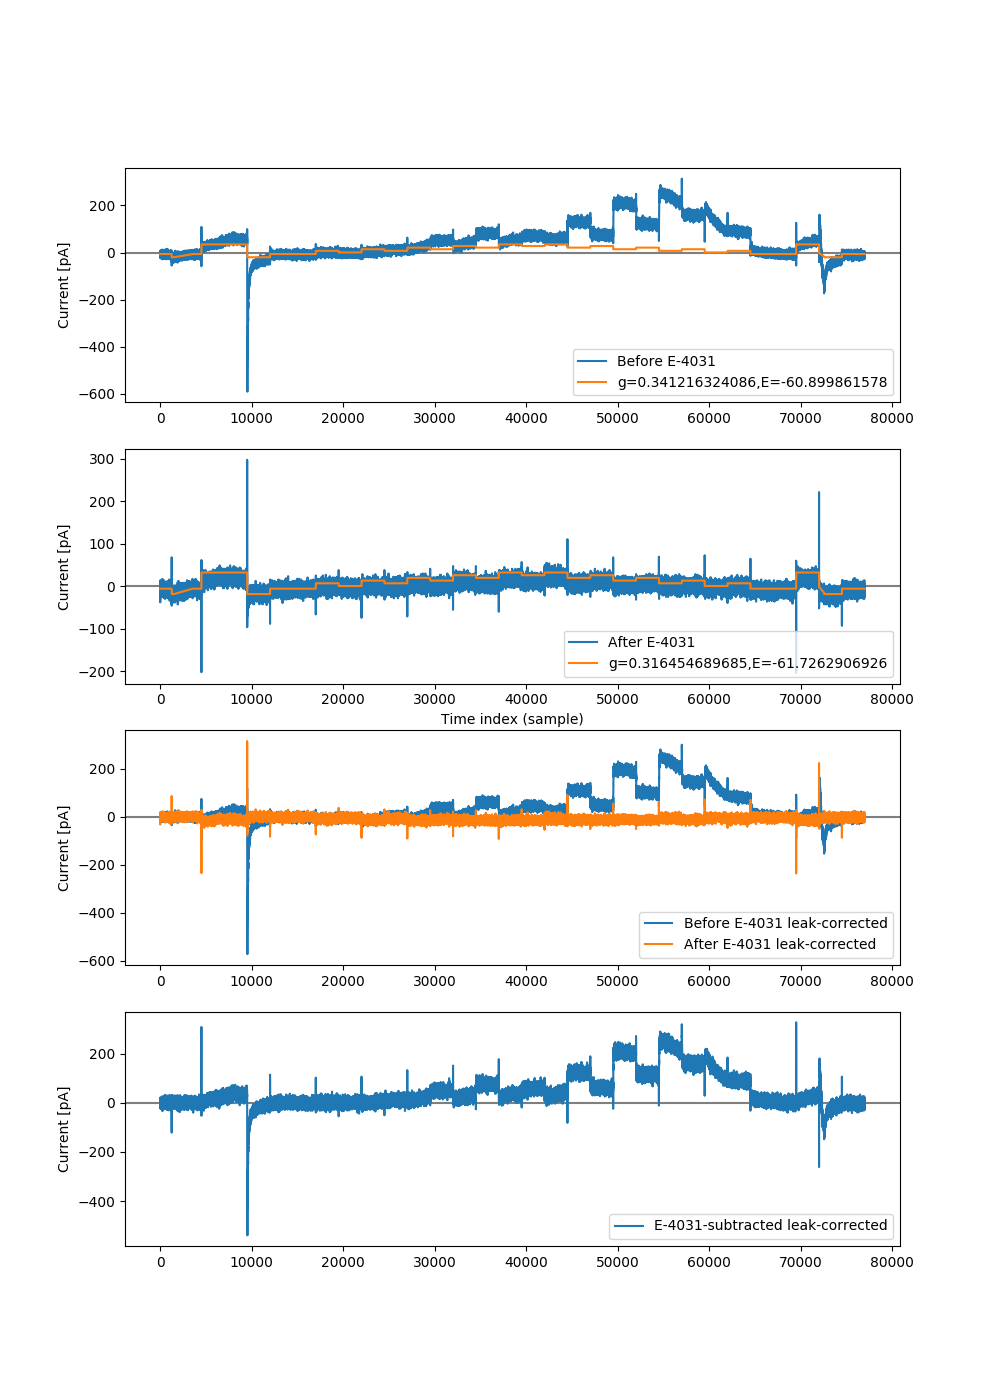 200
0
−200
−400
−600
Current [pA]
Before E-4031
g=0.341216324086,E=-60.899861578
0 10000 20000 30000 40000 50000 60000 70000 80000
300
200
100
0
−100
−200
Current [pA]
After E-4031
g=0.316454689685,E=-61.7262906926
0 10000 20000 30000 40000 50000 60000 70000 80000
Time index (sample)
200
0
−200
−400
−600
Current [pA]
Before E-4031 leak-corrected
After E-4031 leak-corrected
0 10000 20000 30000 40000 50000 60000 70000 80000
200
0
−200
−400
Current [pA]
E-4031-subtracted leak-corrected
0 10000 20000 30000 40000 50000 60000 70000 80000